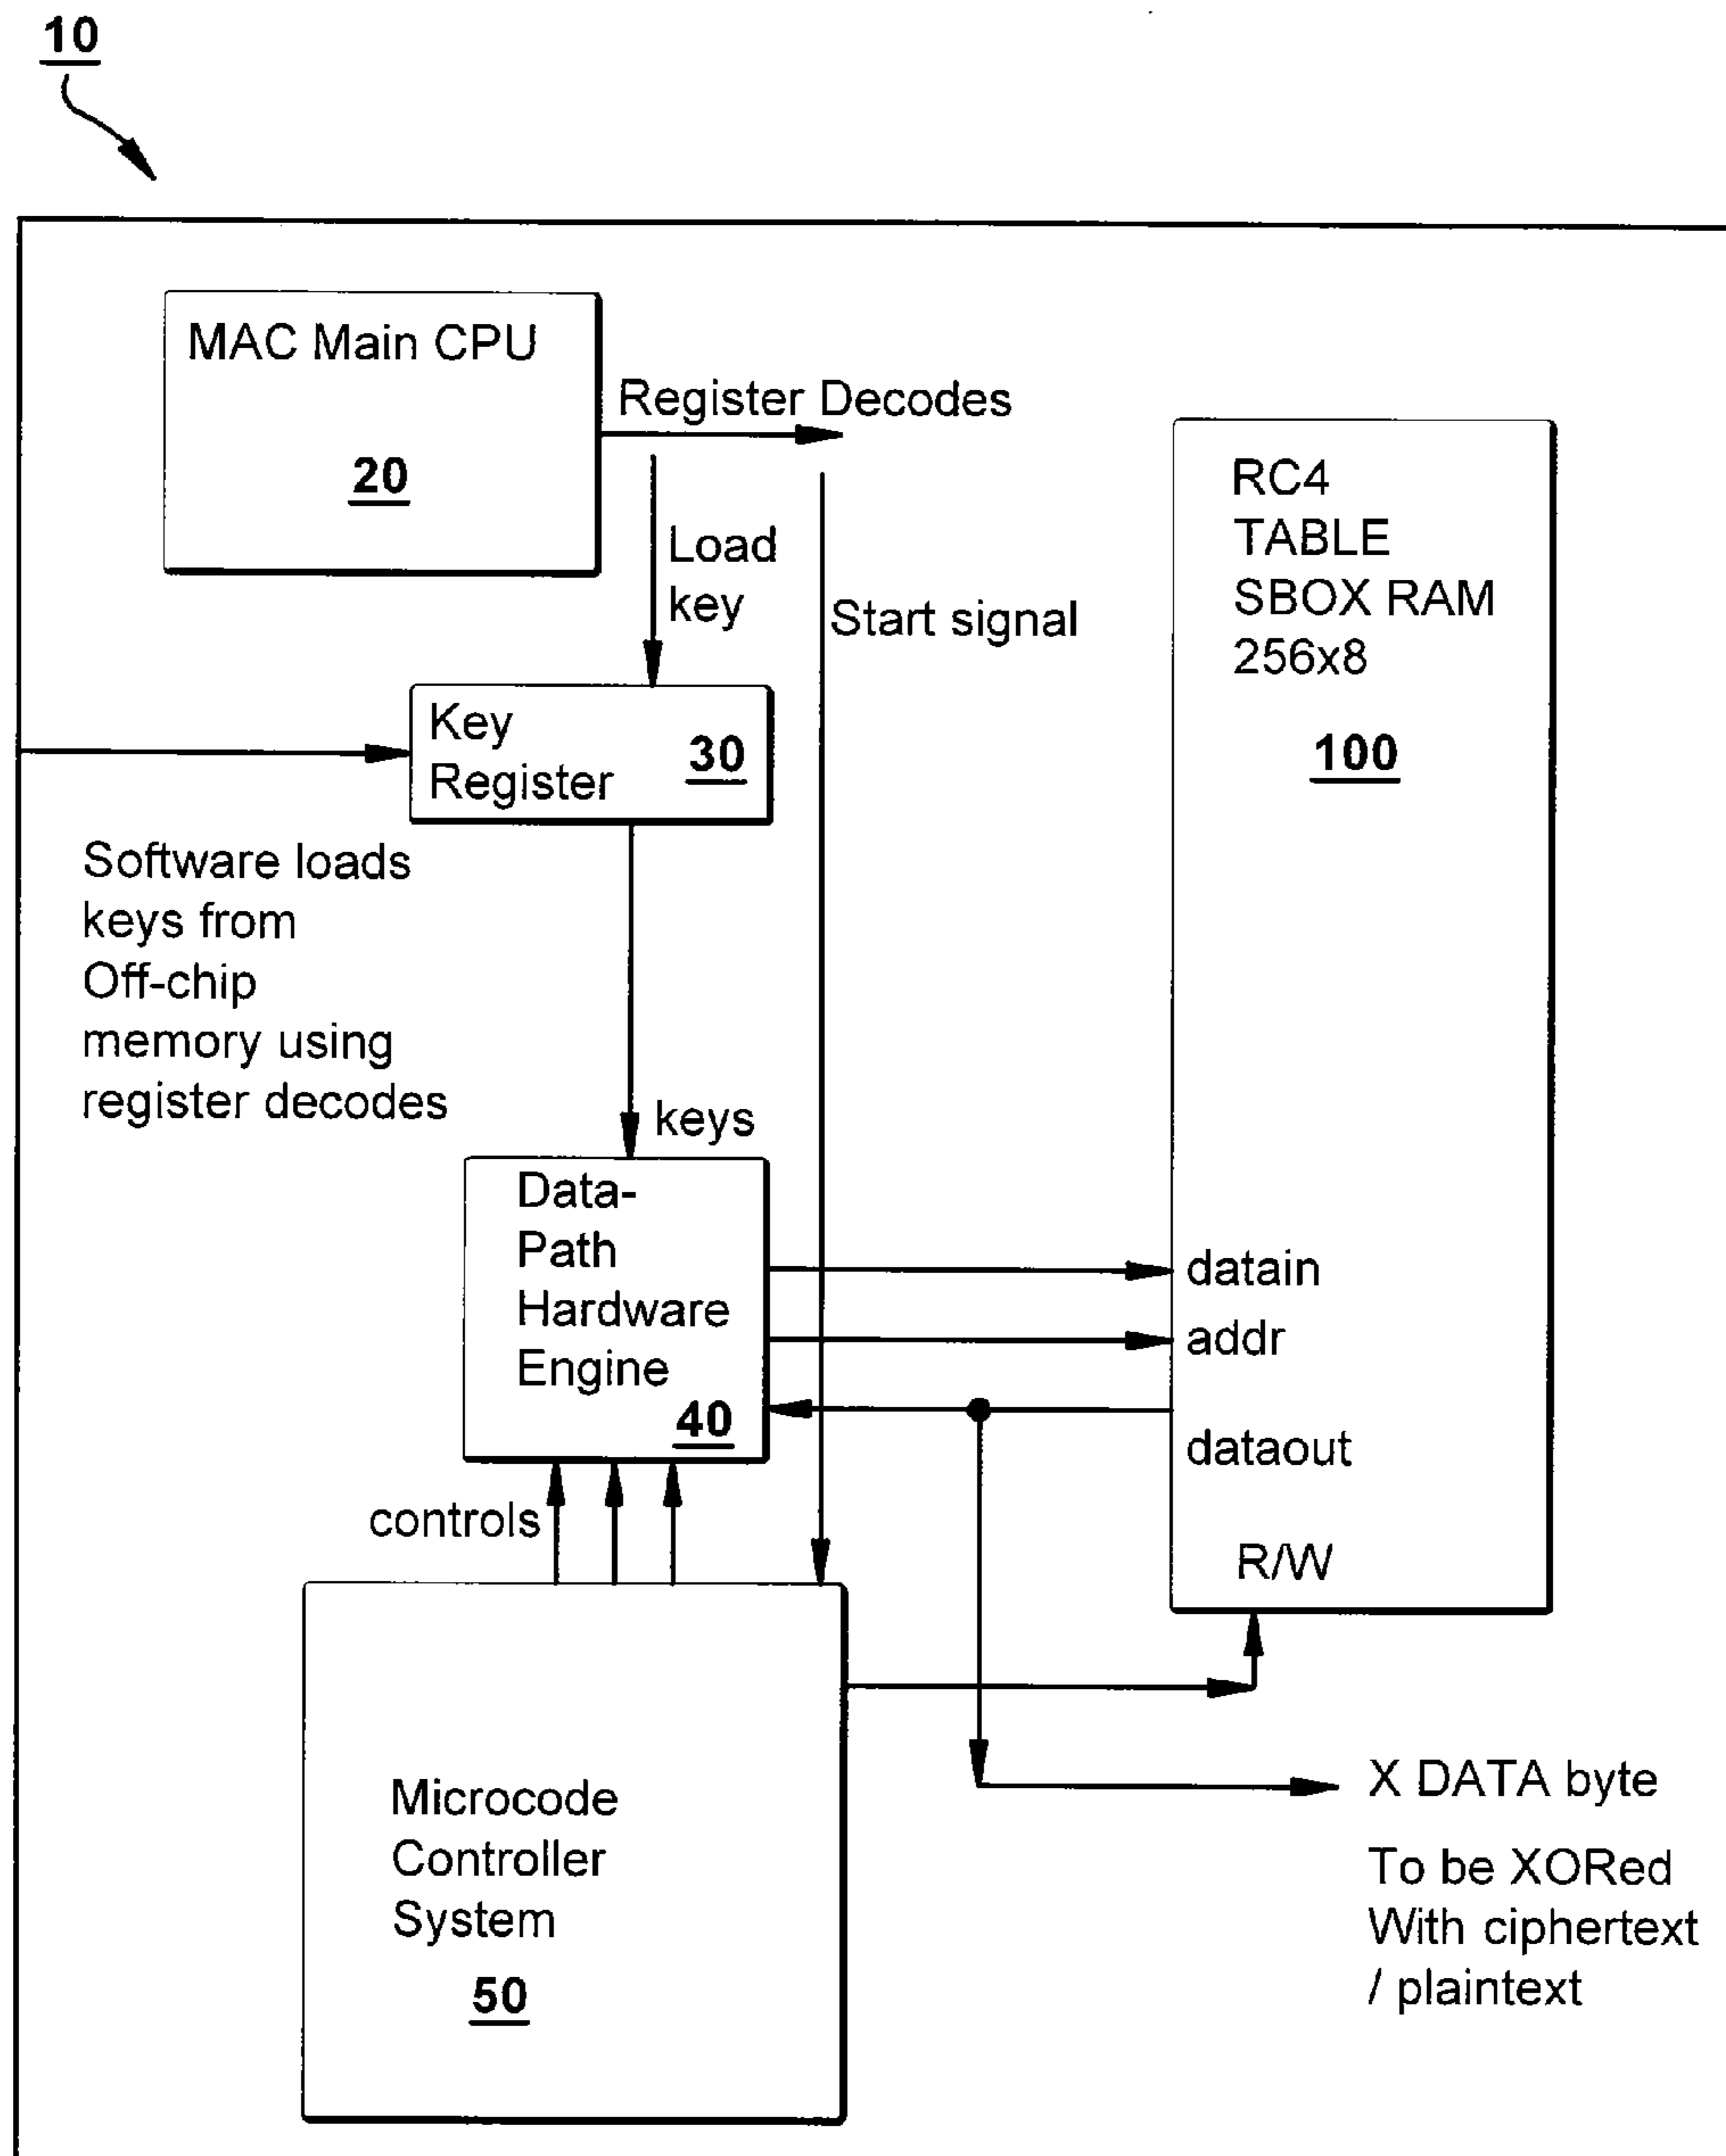 10
MAC Main CPU
20
Register Decodes
Load
key
Start signal
RC4
TABLE
SBOX RAM
256x8
100
Key
Register
30
Software loads
keys from
Off-chip
memory using
register decodes
keys
Data-
Path
Hardware
Engine
40
datain
addr
dataout
R/W
controls
Microcode
Controller
System
50
X DATA byte
To be XORed
With ciphertext
/ plaintext